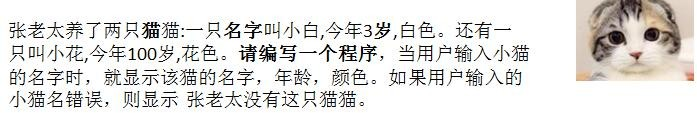 张老太养了两只猫猫:一只名字叫小白,今年3岁,白色。还有一
只叫小花,今年100岁,花色。请编写一个程序，当用户输入小猫
的名字时，就显示该猫的名字，年龄，颜色。如果用户输入的
小猫名错误，则显示 张老太没有这只猫猫。